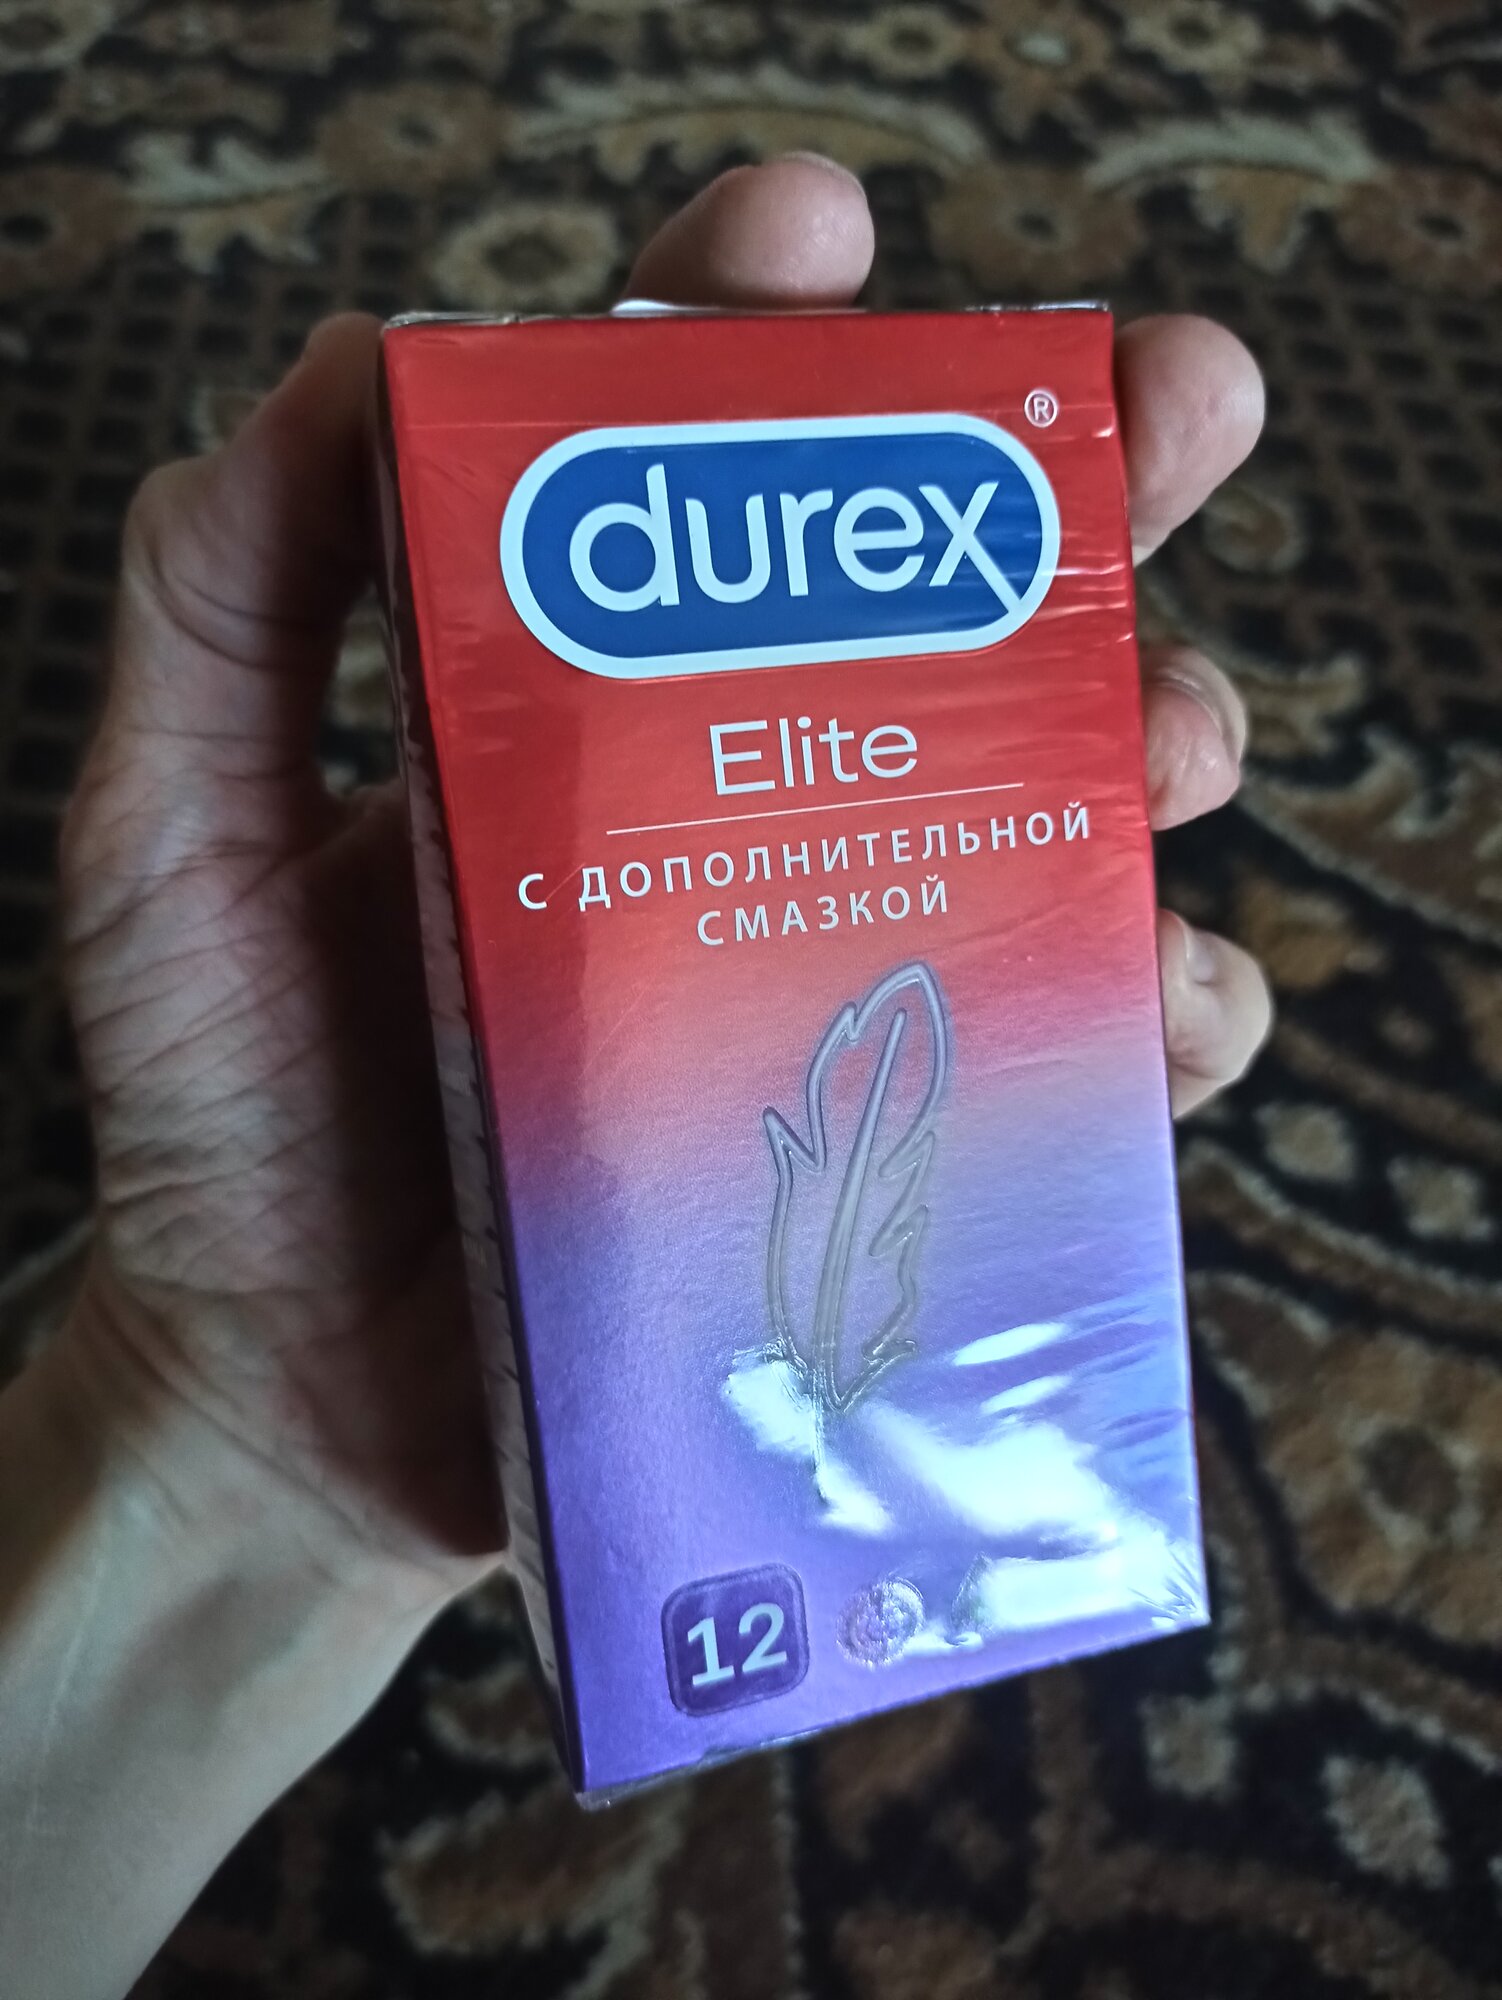 durex®
Elite
С ДОПОЛНИТЕЛЬНОЙ
СМАЗКОЙ
12